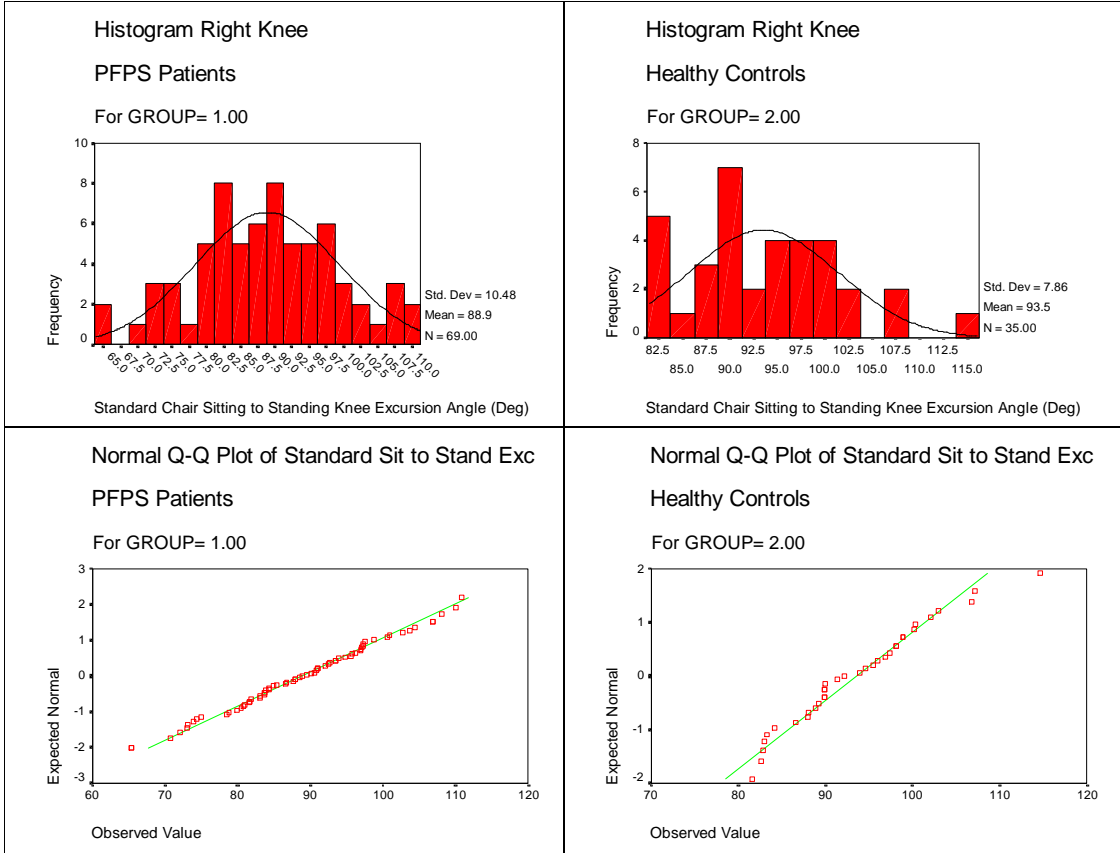 Histogram Right Knee
PFPS Patients
For GROUP= 1.00
10
8
6
4
2
0
Frequency
65.0 67.5 70.0 72.5 75.0 77.5 80.0 82.5 85.0 87.5 90.0 92.5 95.0 97.5 100.0 102.5 105.0 107.5 110.0
Std. Dev = 10.48
Mean = 88.9
N = 69.00
Standard Chair Sitting to Standing Knee Excursion Angle (Deg)
Histogram Right Knee
Healthy Controls
For GROUP= 2.00
8
6
4
2
0
Frequency
82.5 87.5 90.0 97.5 102.5 107.5 112.5
85.0 90.0 95.0 100.0 105.0 110.0 115.0
Std. Dev = 7.86
Mean = 93.5
N = 35.00
Standard Chair Sitting to Standing Knee Excursion Angle (Deg)
Normal Q-Q Plot of Standard Sit to Stand Exc
PFPS Patients
For GROUP= 1.00
3
2
1
0
-1
-2
-3
Expected Normal
60 70 80 90 100 110 120
Observed Value
Normal Q-Q Plot of Standard Sit to Stand Exc
Healthy Controls
For GROUP= 2.00
2
1
0
-1
-2
Expected Normal
70 80 90 100 110 120
Observed Value